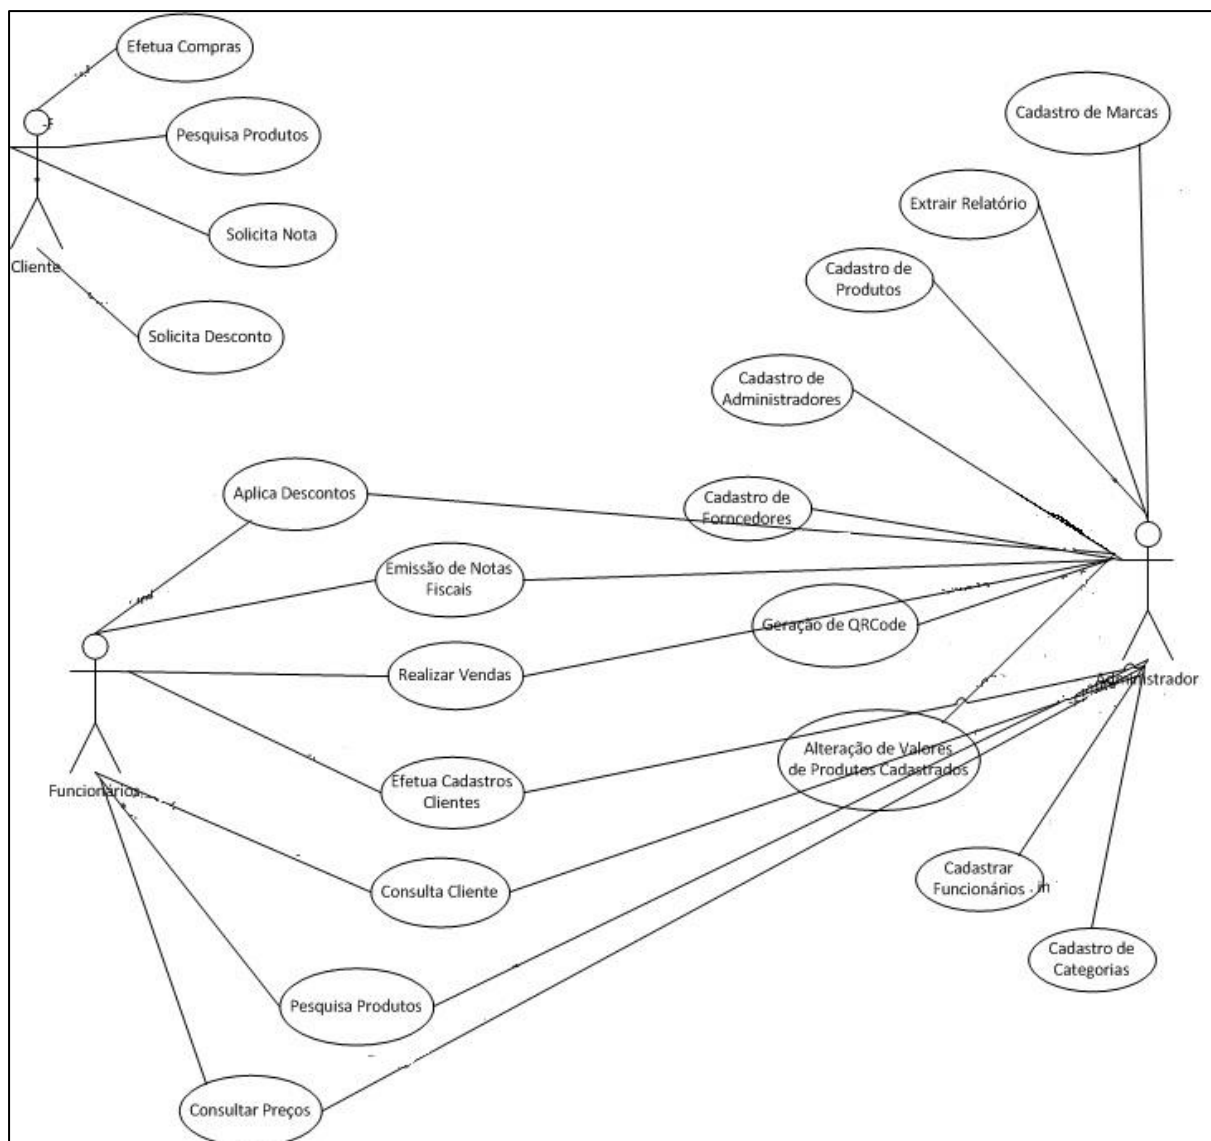 Efetua Compras
Pesquisa Produtos
Solicita Nota
Cliente
Solicita Desconto
Cadastro de Marcas
Extrair Relatório
Cadastro de
Produtos
Cadastro de
Administradores
Aplica Descontos
Cadastro de
Forncedores
Emissão de Notas
Fiscais
Geração de QRCode
Realizar Vendas
Administrador
Alteração de Valores
de Produtos Cadastrados
Funcionários
Efetua Cadastros
Clientes
Consulta Cliente
Cadastrar
Funcionários
Cadastro de
Categorias
Pesquisa Produtos
Consultar Preços